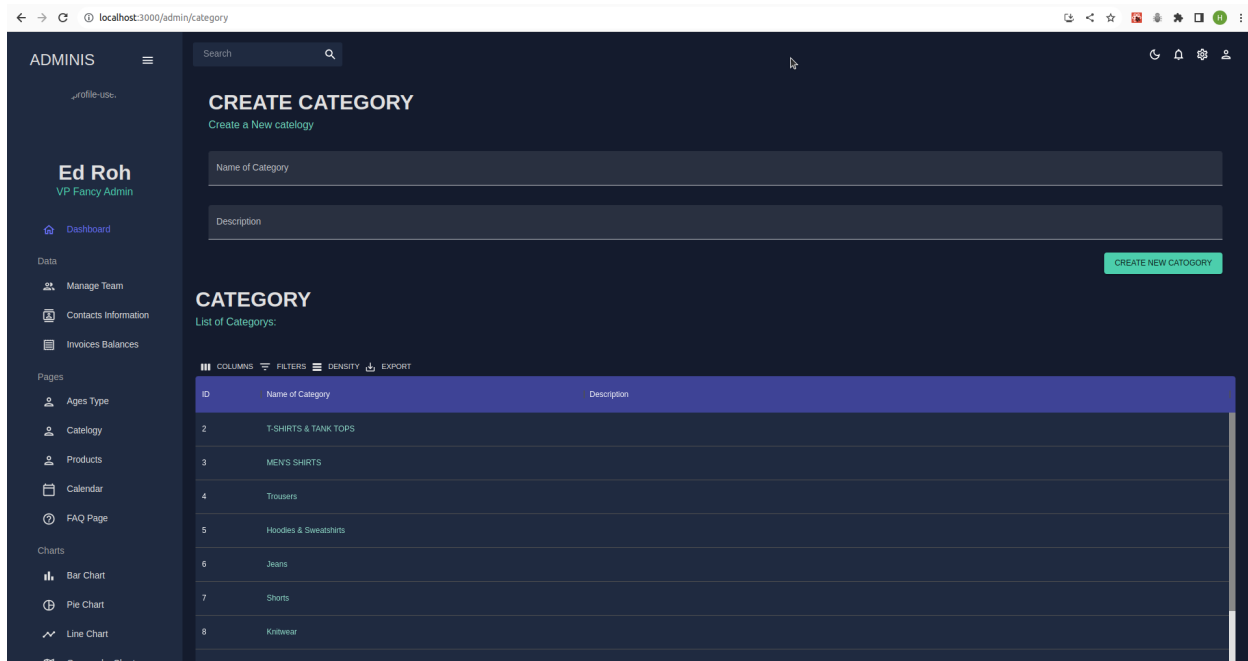 localhost:3000/admin/category
ADMINIS
Search
profile-use.
Ed Roh
VP Fancy Admin
Dashboard
Data
Manage Team
Contacts Information
Invoices Balances
Pages
Ages Type
Catelogy
Products
Calendar
FAQ Page
Charts
Bar Chart
Pie Chart
Line Chart
CREATE CATEGORY
Create a New catelogy
Name of Category
Description
CREATE NEW CATOGORY
CATEGORY
List of Categorys:
COLUMNS FILTERS DENSITY EXPORT
ID Name of Category Description
2 T-SHIRTS & TANK TOPS
3 MEN'S SHIRTS
4 Trousers
5 Hoodies & Sweatshirts
6 Jeans
7 Shorts
8 Knitwear
H